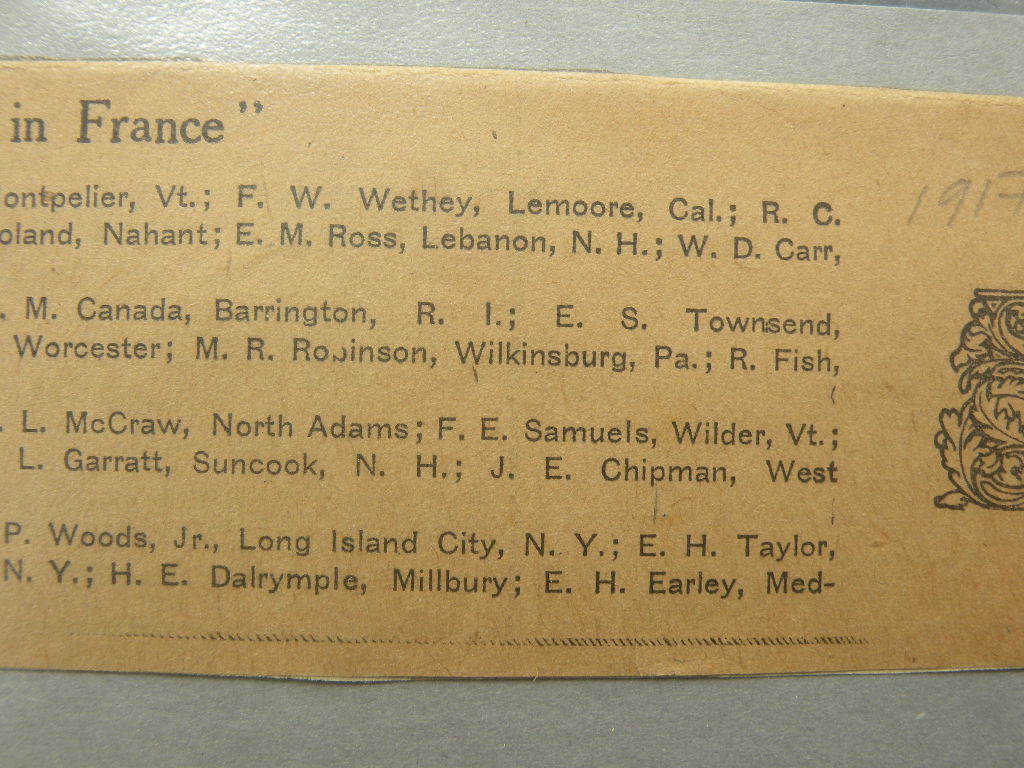 in France"
1917
ontpelier, Vt.; F. W. Wethey, Lemoore, Cal.; R. C.
oland, Nahant; E. M. Ross, Lebanon, N. H.; W. D. Carr,
. M. Canada, Barrington, R. I.; E. S. Townsend,
Worcester; M. R. Robinson, Wilkinsburg, Pa.; R. Fish,
. L. McCraw, North Adams; F. E. Samuels, Wilder, Vt.;
L. Garratt, Suncook, N. H.; J. E. Chipman, West
P. Woods, Jr., Long Island City, N. Y.; E. H. Taylor,
N. Y.; H. E. Dalrymple, Millbury; E. H. Earley, Med-